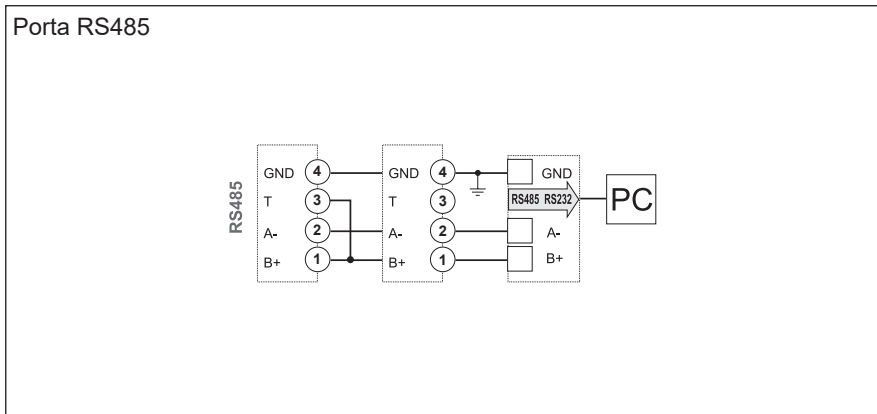 Porta RS485
RS485
GND 4 GND 4 GND
T 3 T 3 RS485 RS232 PC
A- 2 A- 2 A-
B+ 1 B+ 1 B+